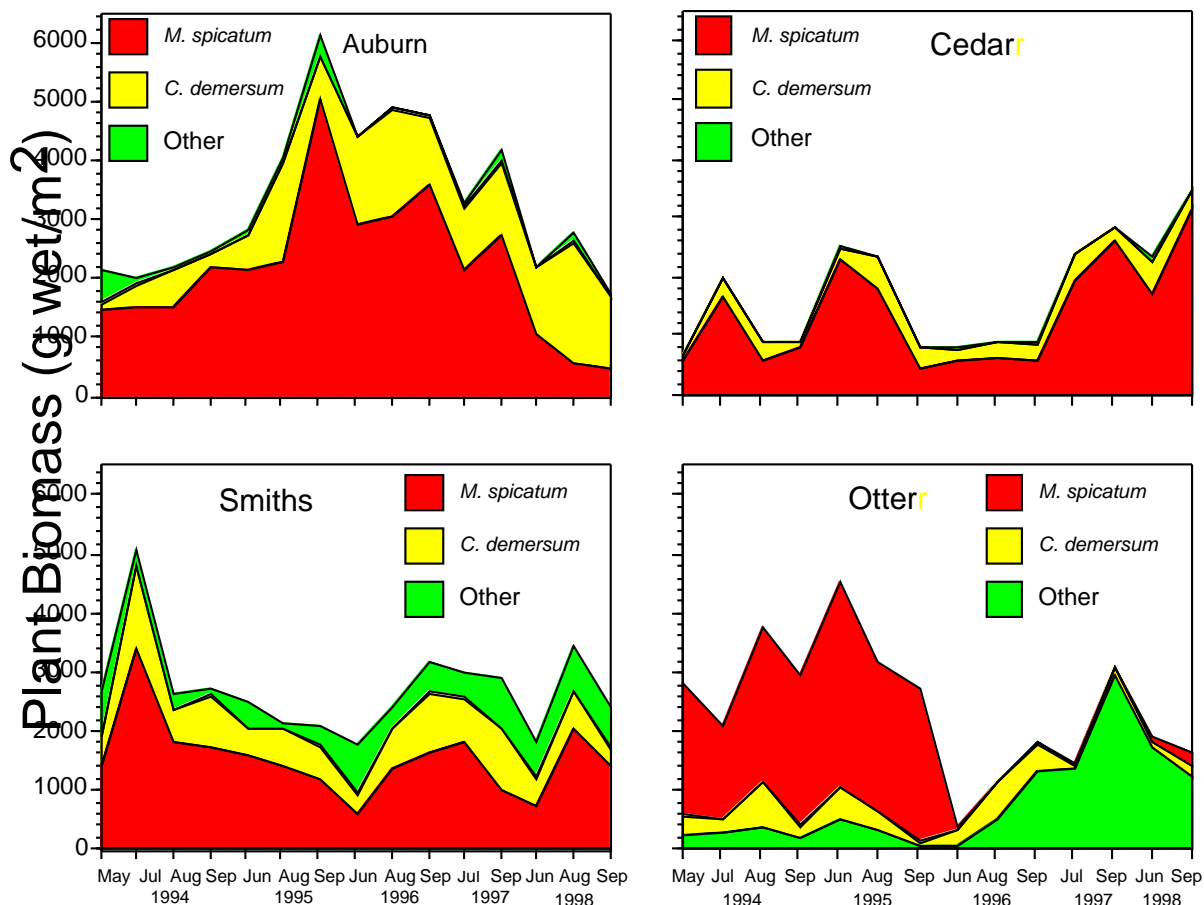 Plant Biomass (g wet/m2)
Auburn
M. spicatum
C. demersum
Other
6000
5000
4000
3000
2000
1000
0
Cedarr
M. spicatum
C. demersum
Other
Smiths
M. spicatum
C. demersum
Other
6000
5000
4000
3000
2000
1000
0
May Jul Aug Sep Jun Aug Sep Jun Aug Sep Jul Sep Jun Aug Sep
1994 1995 1996 1997 1998
Otterr
M. spicatum
C. demersum
Other
May Jul Aug Sep Jun Aug Sep Jun Aug Sep Jul Sep Jun Sep
1994 1995 1996 1997 1998